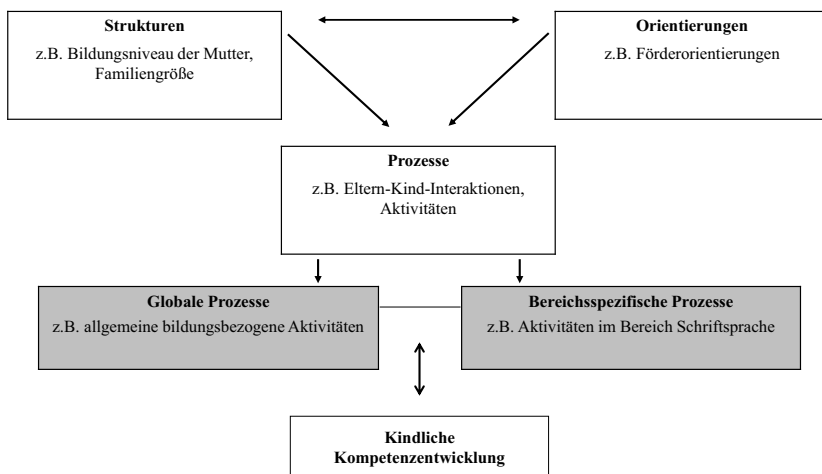 Strukturen
z.B. Bildungsniveau der Mutter,
Familiengröße
Orientierungen
z.B. Förderorientierungen
Prozesse
z.B. Eltern-Kind-Interaktionen,
Aktivitäten
Globale Prozesse
z.B. allgemeine bildungsbezogene Aktivitäten
Bereichsspezifische Prozesse
z.B. Aktivitäten im Bereich Schriftsprache
Kindliche
Kompetenzentwicklung